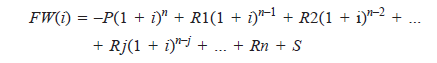 FW(i) = –P(1 + i)ⁿ + R1(1 + i)ⁿ⁻¹ + R2(1 + i)ⁿ⁻² + ...
+ Rj(1 + i)ⁿ⁻ʲ + ... + Rn + S